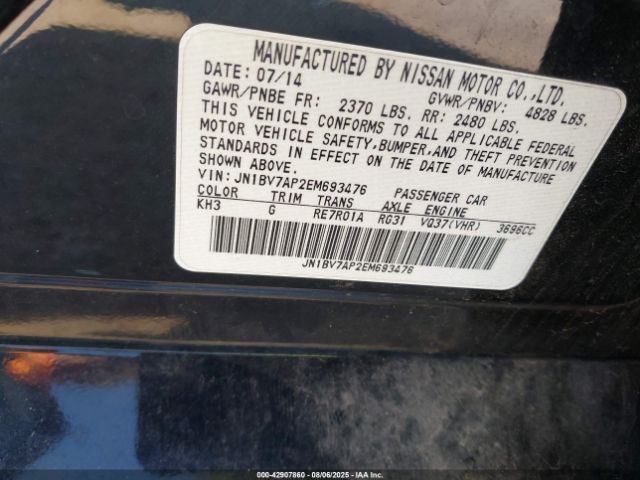 MANUFACTURED BY NISSAN MOTOR CO.,LTD.
DATE: 07/14 GVWR/PNBV: 4828 LBS.
GAWR/PNBE FR: 2370 LBS. RR: 2480 LBS.
THIS VEHICLE CONFORMS TO ALL APPLICABLE FEDERAL
MOTOR VEHICLE SAFETY,BUMPER,AND THEFT PREVENTION
STANDARDS IN EFFECT ON THE DATE OF MANUFACTURE
SHOWN ABOVE.
VIN: JN1BV7AP2EM693476 PASSENGER CAR
COLOR TRIM TRANS AXLE ENGINE
KH3 G RE7R01A RG31 VQ37(VHR) 3696CC
JN1BV7AP2EM693476
000-42907860 - 08/06/2025 - IAA Corp.